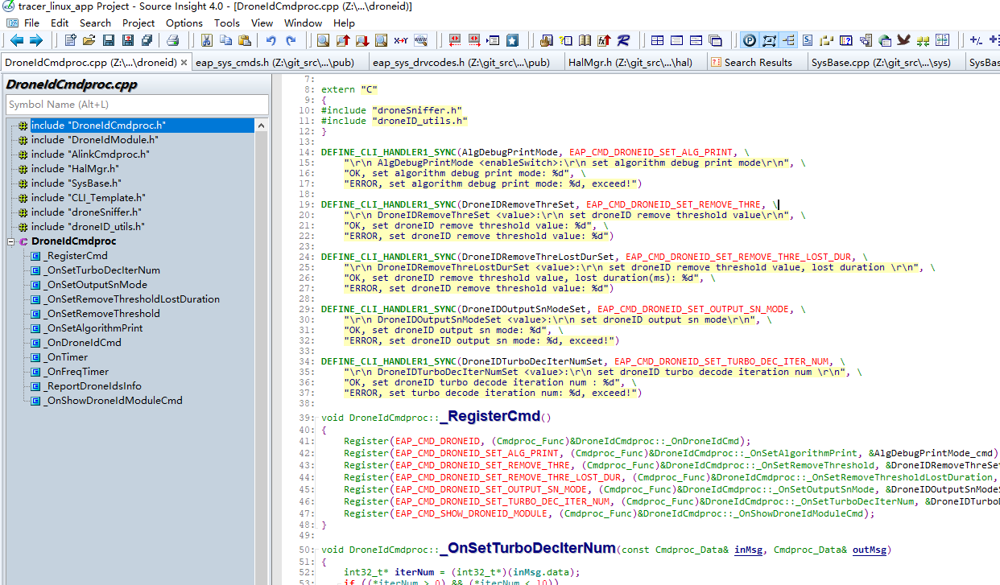 tracer_linux_app Project - Source Insight 4.0 - [DroneIdCmdproc.cpp (Z:\...\droneid)]
File Edit Search Project Options Tools View Window Help
DroneIdCmdproc.cpp (Z:\...\droneid) × eap_sys_cmds.h (Z:\git_src\...\pub) eap_sys_drvcodes.h (Z:\git_src\...\pub) HalMgr.h (Z:\git_src\...\hal) Search Results SysBase.cpp (Z:\git_src\...\sys) SysBas
DroneIdCmdproc.cpp
Symbol Name (Alt+L)
include "DroneIdCmdproc.h"
include "DroneIdModule.h"
include "AlinkCmdproc.h"
include "HalMgr.h"
include "SysBase.h"
include "CLI_Template.h"
include "droneSniffer.h"
include "droneID_utils.h"
DroneIdCmdproc
_RegisterCmd
_OnSetTurboDecIterNum
_OnSetOutputSnMode
_OnSetRemoveThresholdLostDuration
_OnSetRemoveThreshold
_OnSetAlgorithmPrint
_OnDroneIdCmd
_OnTimer
_OnFreqTimer
_ReportDroneIdsInfo
_OnShowDroneIdModuleCmd
7:
8: extern "C"
9: {
10: #include "droneSniffer.h"
11: #include "droneID_utils.h"
12: }
13:
14: DEFINE_CLI_HANDLER1_SYNC(AlgDebugPrintMode, EAP_CMD_DRONEID_SET_ALG_PRINT, \
15: "\r\n AlgDebugPrintMode <enableSwitch>:\r\n set algorithm debug print mode\r\n", \
16: "OK, set algorithm debug print mode: %d", \
17: "ERROR, set algorithm debug print mode: %d, exceed!")
18:
19: DEFINE_CLI_HANDLER1_SYNC(DroneIDRemoveThreSet, EAP_CMD_DRONEID_SET_REMOVE_THRE, \
20: "\r\n DroneIDRemoveThreSet <value>:\r\n set droneID remove threshold value\r\n", \
21: "OK, set droneID remove threshold value: %d", \
22: "ERROR, set droneID remove threshold value: %d")
23:
24: DEFINE_CLI_HANDLER1_SYNC(DroneIDRemoveThreLostDurSet, EAP_CMD_DRONEID_SET_REMOVE_THRE_LOST_DUR, \
25: "\r\n DroneIDRemoveThreLostDurSet <value>:\r\n set droneID remove threshold value, lost duration \r\n", \
26: "OK, set droneID remove threshold value, lost duration(ms): %d", \
27: "ERROR, set droneID remove threshold value: %d")
28:
29: DEFINE_CLI_HANDLER1_SYNC(DroneIDOutputSnModeSet, EAP_CMD_DRONEID_SET_OUTPUT_SN_MODE, \
30: "\r\n DroneIDOutputSnModeSet <value>:\r\n set droneID output sn mode\r\n", \
31: "OK, set droneID output sn mode: %d", \
32: "ERROR, set droneID output sn mode: %d, exceed!")
33:
34: DEFINE_CLI_HANDLER1_SYNC(DroneIDTurboDecIterNumSet, EAP_CMD_DRONEID_SET_TURBO_DEC_ITER_NUM, \
35: "\r\n DroneIDTurboDecIterNumSet <value>:\r\n set droneID turbo decode iteration num \r\n", \
36: "OK, set droneID turbo decode iteration num : %d", \
37: "ERROR, set turbo decode iteration num: %d, exceed!")
38:
39: void DroneIdCmdproc::_RegisterCmd()
40: {
41: Register(EAP_CMD_DRONEID, (Cmdproc_Func)&DroneIdCmdproc::_OnDroneIdCmd);
42: Register(EAP_CMD_DRONEID_SET_ALG_PRINT, (Cmdproc_Func)&DroneIdCmdproc::_OnSetAlgorithmPrint, &AlgDebugPrintMode_cmd)
43: Register(EAP_CMD_DRONEID_SET_REMOVE_THRE, (Cmdproc_Func)&DroneIdCmdproc::_OnSetRemoveThreshold, &DroneIDRemoveThreSet
44: Register(EAP_CMD_DRONEID_SET_REMOVE_THRE_LOST_DUR, (Cmdproc_Func)&DroneIdCmdproc::_OnSetRemoveThresholdLostDuration,
45: Register(EAP_CMD_DRONEID_SET_OUTPUT_SN_MODE, (Cmdproc_Func)&DroneIdCmdproc::_OnSetOutputSnMode, &DroneIDOutputSnModeS
46: Register(EAP_CMD_DRONEID_SET_TURBO_DEC_ITER_NUM, (Cmdproc_Func)&DroneIdCmdproc::_OnSetTurboDecIterNum, &DroneIDTurboD
47: Register(EAP_CMD_SHOW_DRONEID_MODULE, (Cmdproc_Func)&DroneIdCmdproc::_OnShowDroneIdModuleCmd);
48: }
49:
50: void DroneIdCmdproc::_OnSetTurboDecIterNum(const Cmdproc_Data& inMsg, Cmdproc_Data& outMsg)
51: {
52: int32_t* iterNum = (int32_t*)(inMsg.data);
53: if ((*iterNum > 0) && (*iterNum < 10))